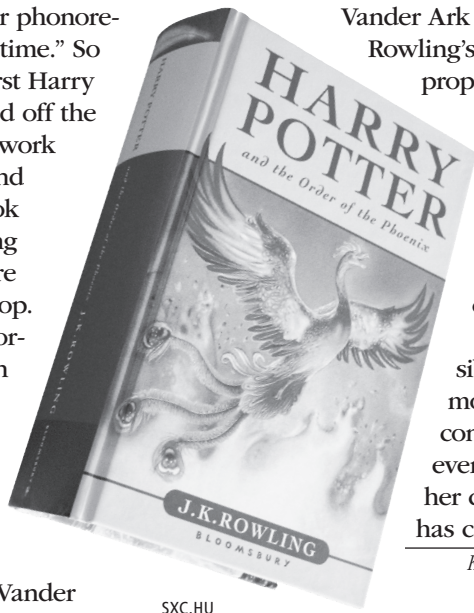 r phonore-
time.” So
rst Harry
d off the
work
nd
ok
ng
re
op.
or-
n
Vander
Vander Ark
Rowling’s
prop
si
mo
con
ever
her c
has c
HARRY
POTTER
and the Order of the Phoenix
J.K.ROWLING
BLOOMSBURY
HARRY POTTER
J.K.ROWLING
SXC.HU